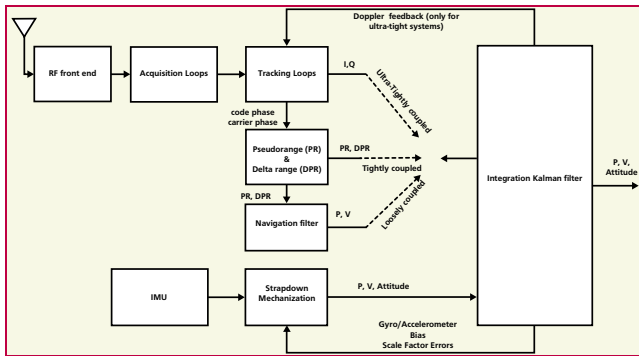 Doppler feedback (only for
ultra-tight systems)
RF front end
Acquisition Loops
Tracking Loops
I,Q
Ultra-Tightly coupled
code phase
carrier phase
Pseudorange (PR)
&
Delta range (DPR)
PR, DPR
Tightly coupled
Integration Kalman filter
P, V,
Attitude
PR, DPR
Navigation filter
P, V
Loosely coupled
IMU
Strapdown
Mechanization
P, V, Attitude
Gyro/Accelerometer
Bias
Scale Factor Errors